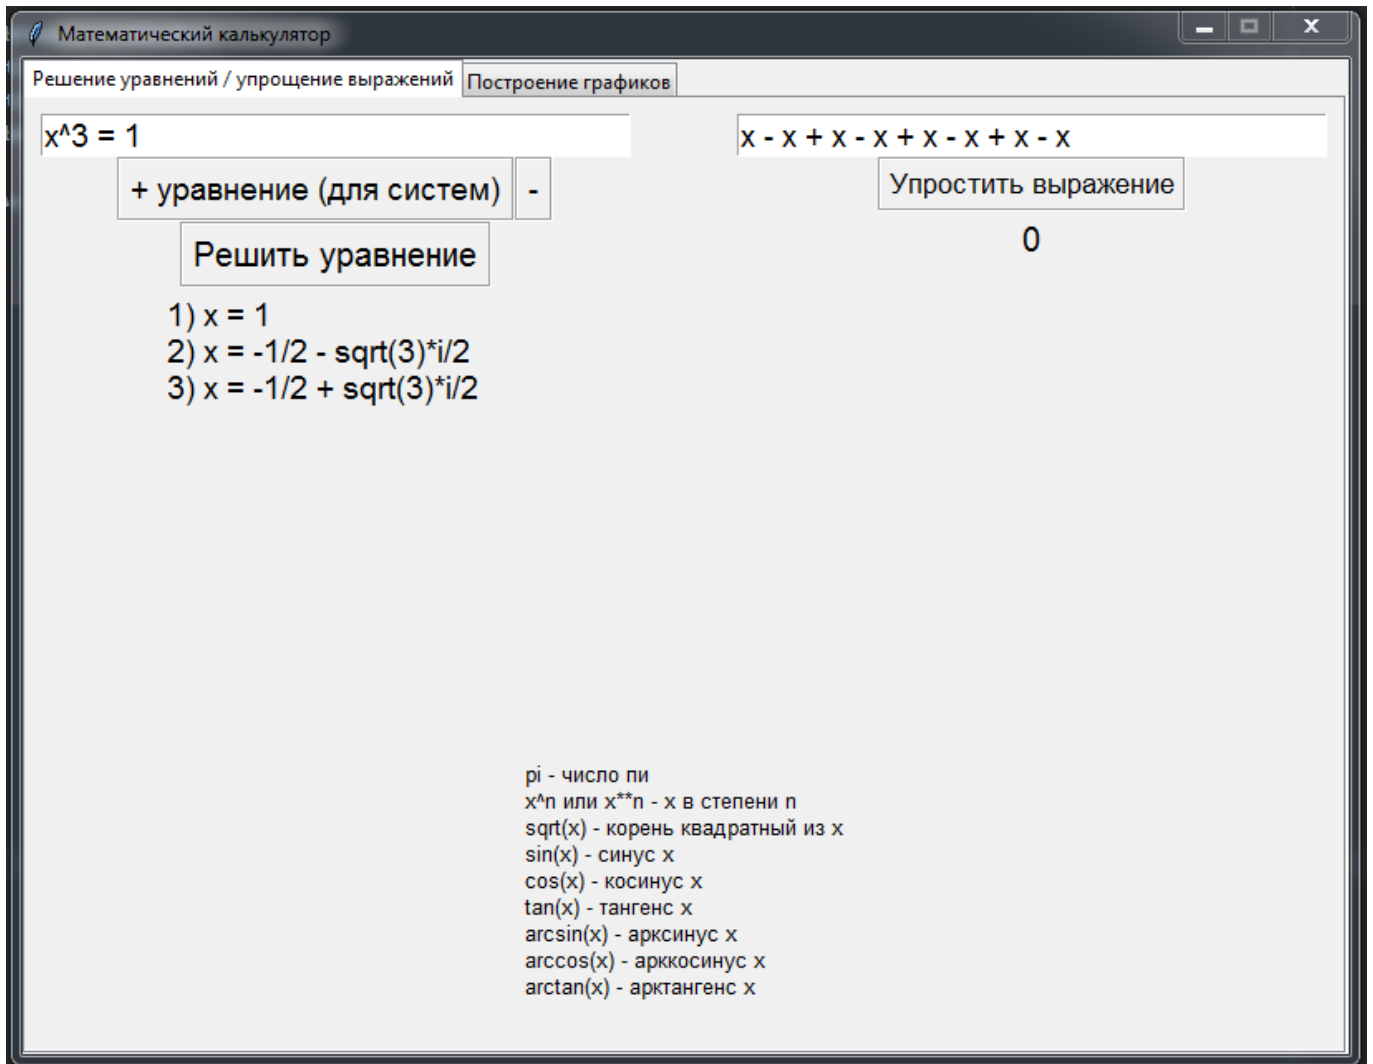 Математический калькулятор
Решение уравнений / упрощение выражений
Построение графиков
x^3 = 1
x - x + x - x + x - x + x - x
+ уравнение (для систем)
-
Упростить выражение
Решить уравнение
0
1) x = 1
2) x = -1/2 - sqrt(3)*i/2
3) x = -1/2 + sqrt(3)*i/2
pi - число пи
x^n или x**n - x в степени n
sqrt(x) - корень квадратный из x
sin(x) - синус x
cos(x) - косинус x
tan(x) - тангенс x
arcsin(x) - арксинус x
arccos(x) - арккосинус x
arctan(x) - арктангенс x